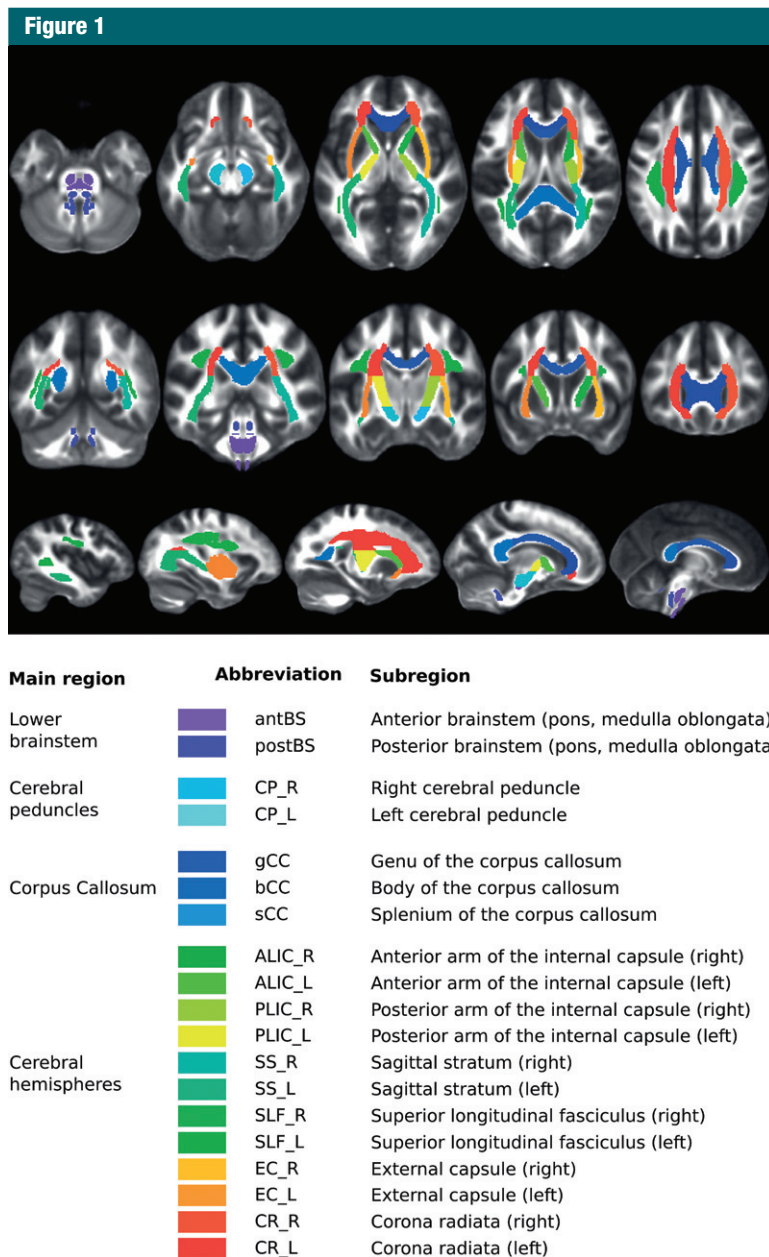 Figure 1
Main region Abbreviation Subregion
Lower brainstem
antBS Anterior brainstem (pons, medulla oblongata)
postBS Posterior brainstem (pons, medulla oblongata
Cerebral peduncles
CP_R Right cerebral peduncle
CP_L Left cerebral peduncle
Corpus Callosum
gCC Genu of the corpus callosum
bCC Body of the corpus callosum
sCC Splenium of the corpus callosum
Cerebral hemispheres
ALIC_R Anterior arm of the internal capsule (right)
ALIC_L Anterior arm of the internal capsule (left)
PLIC_R Posterior arm of the internal capsule (right)
PLIC_L Posterior arm of the internal capsule (left)
SS_R Sagittal stratum (right)
SS_L Sagittal stratum (left)
SLF_R Superior longitudinal fasciculus (right)
SLF_L Superior longitudinal fasciculus (left)
EC_R External capsule (right)
EC_L External capsule (left)
CR_R Corona radiata (right)
CR_L Corona radiata (left)